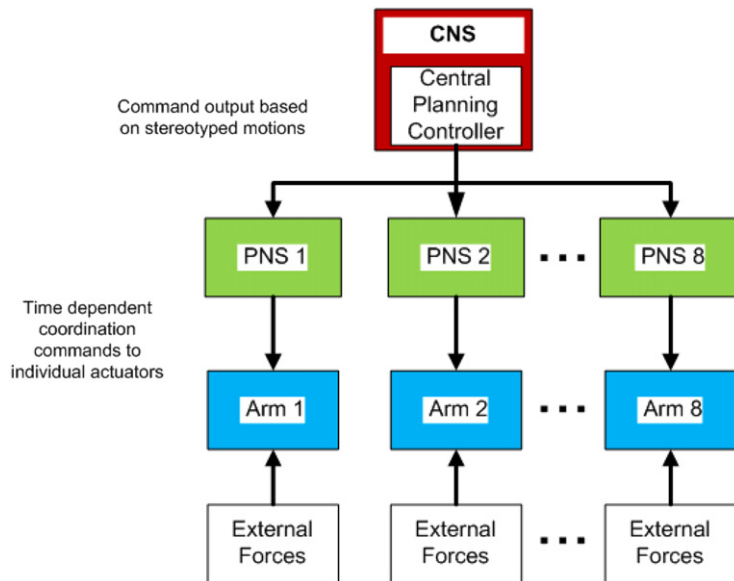 CNS
Central
Planning
Controller
Command output based
on stereotyped motions
PNS 1
PNS 2
...
PNS 8
Time dependent
coordination
commands to
individual actuators
Arm 1
Arm 2
...
Arm 8
External
Forces
External
Forces
...
External
Forces